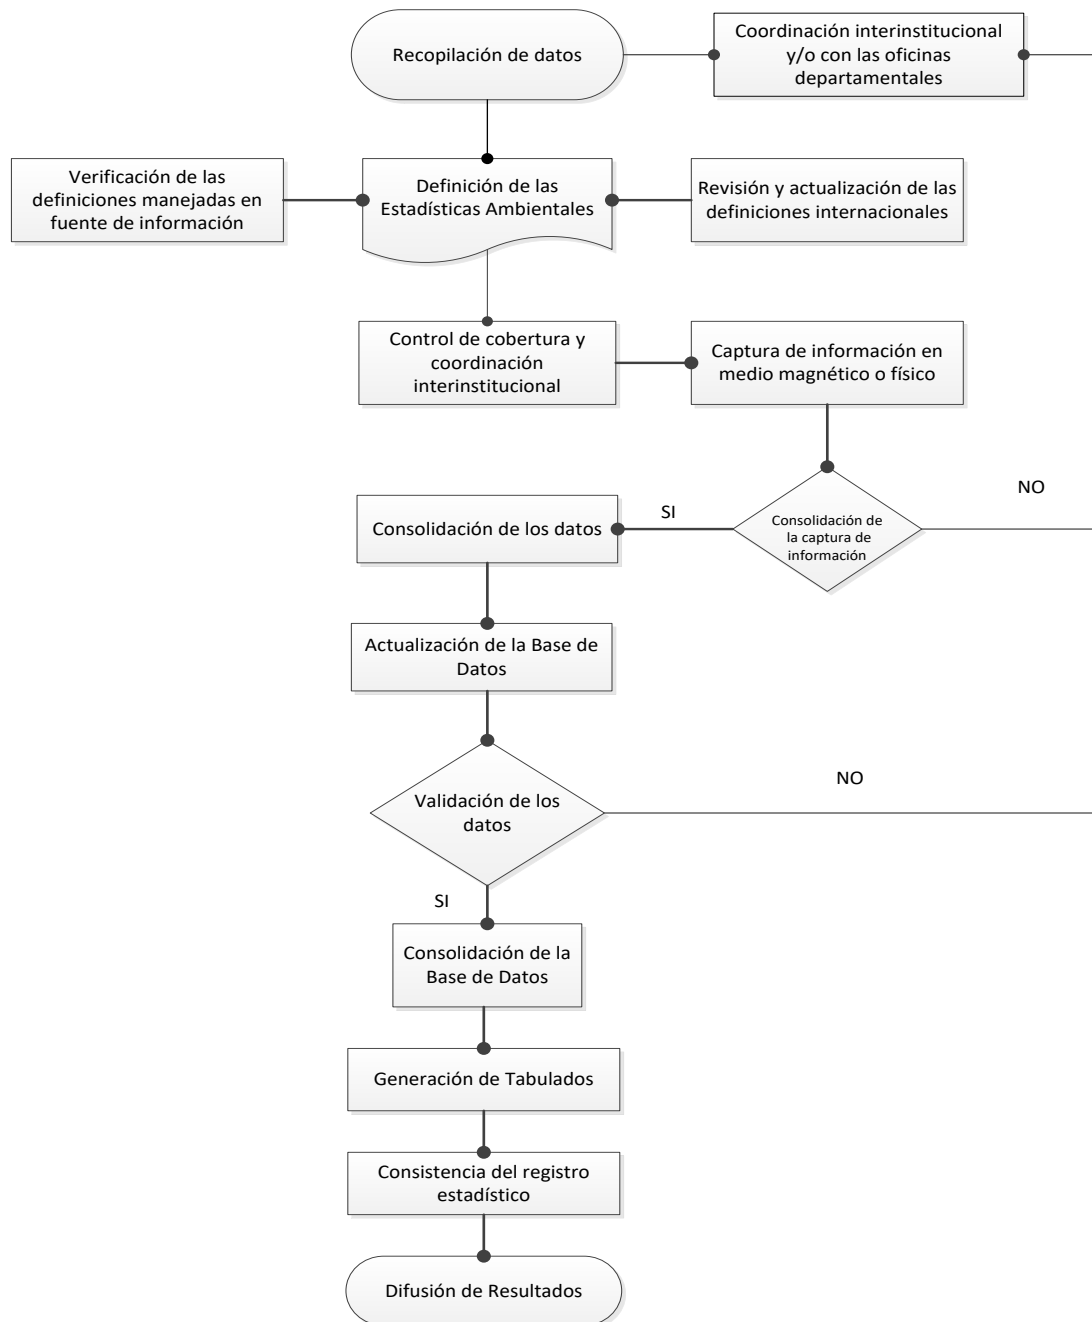 Recopilación de datos
Coordinación interinstitucional
y/o con las oficinas
departamentales
Verificación de las
definiciones manejadas en
fuente de información
Definición de las
Estadísticas Ambientales
Revisión y actualización de las
definiciones internacionales
Control de cobertura y
coordinación
interinstitucional
Captura de información en
medio magnético o físico
Consolidación de los datos
SI
Consolidación de
la captura de
información
NO
Actualización de la Base de
Datos
Validación de los
datos
NO
SI
Consolidación de la
Base de Datos
Generación de Tabulados
Consistencia del registro
estadístico
Difusión de Resultados